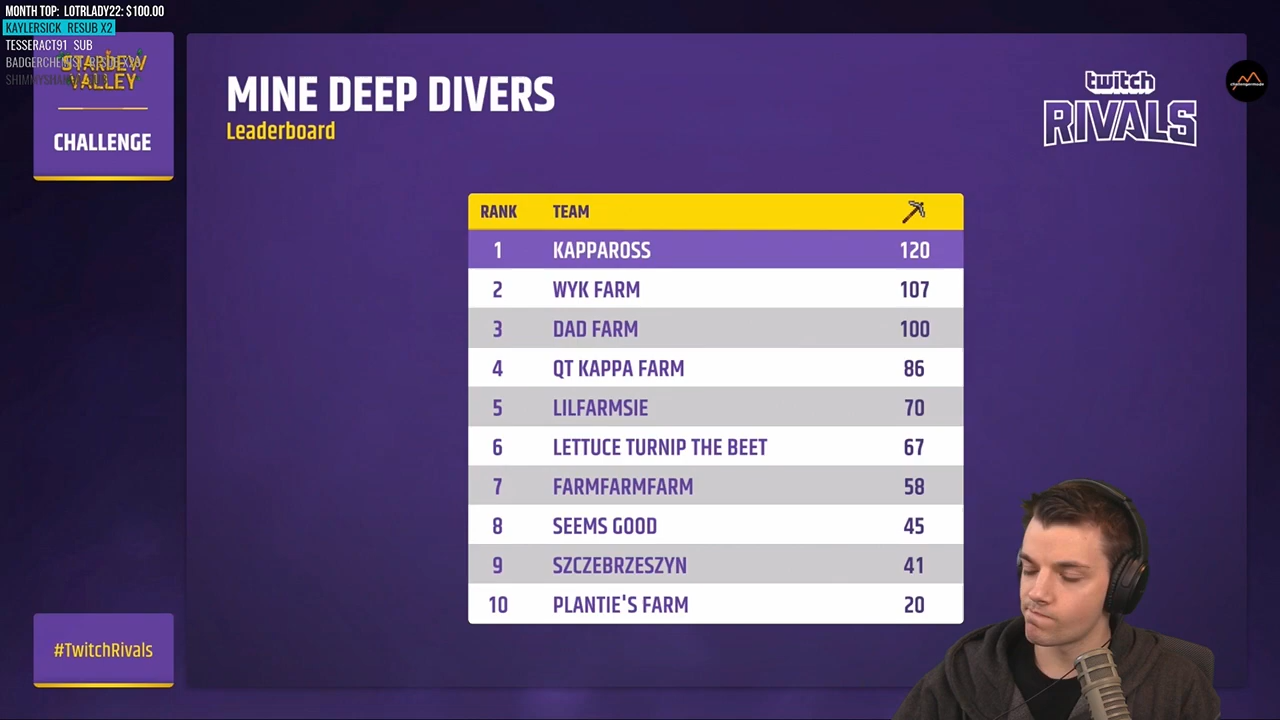 MONTH TOP: LOTRLADY22: $100.00
KAYLERSICK RESUB X2
TESSERACT91 SUB
STARDEW
VALLEY
CHALLENGE
MINE DEEP DIVERS
Leaderboard
twitch
RIVALS
challengermode
RANK TEAM
1 KAPPAROSS 120
2 WYK FARM 107
3 DAD FARM 100
4 QT KAPPA FARM 86
5 LILFARMSIE 70
6 LETTUCE TURNIP THE BEET 67
7 FARMFARMFARM 58
8 SEEMS GOOD 45
9 SZCZEBRZESZYN 41
10 PLANTIE'S FARM 20
#TwitchRivals